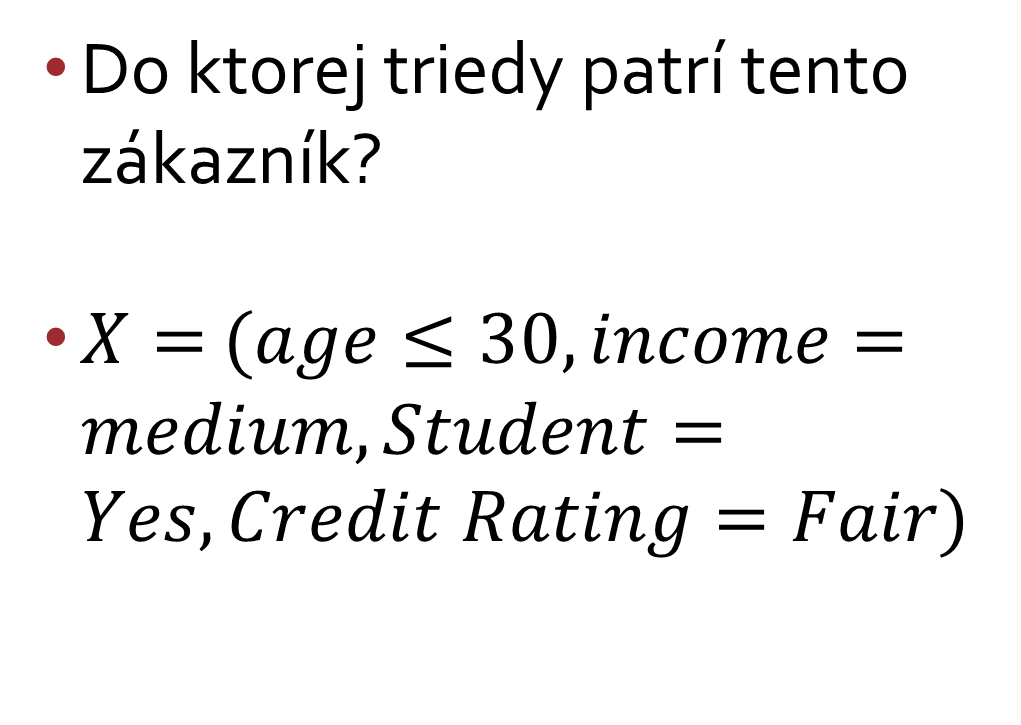 • Do ktorej triedy patrí tento
zákazník?
• X = (age ≤ 30, income =
medium, Student =
Yes, Credit Rating = Fair)